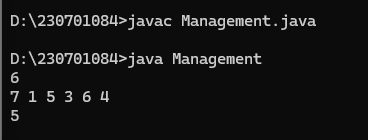 D:\230701084>javac Management.java
D:\230701084>java Management
6
7 1 5 3 6 4
5